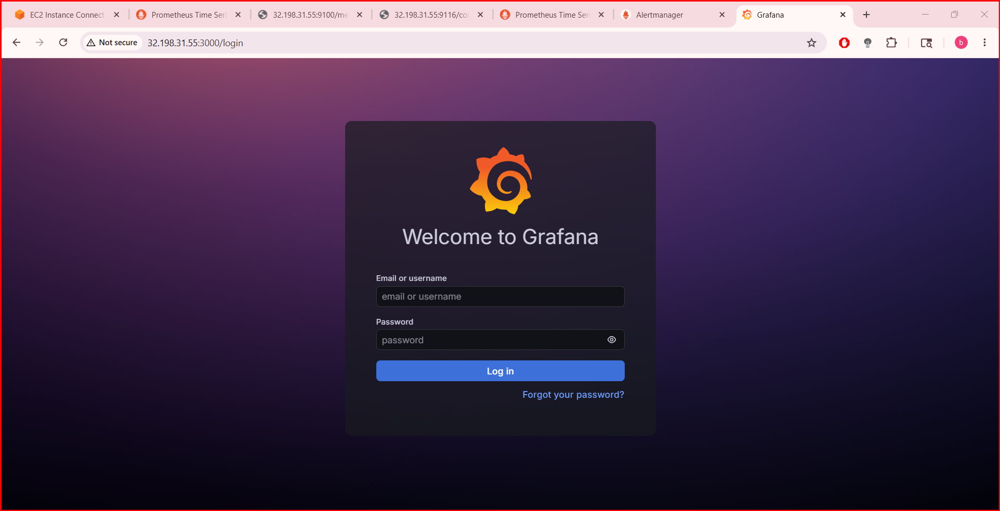 EC2 Instance Connect
Prometheus Time Seri
32.198.31.55:9100/me
32.198.31.55:9116/co
Prometheus Time Seri
Alertmanager
Grafana
Not secure
32.198.31.55:3000/login
b
Welcome to Grafana
Email or username
email or username
Password
password
Log in
Forgot your password?